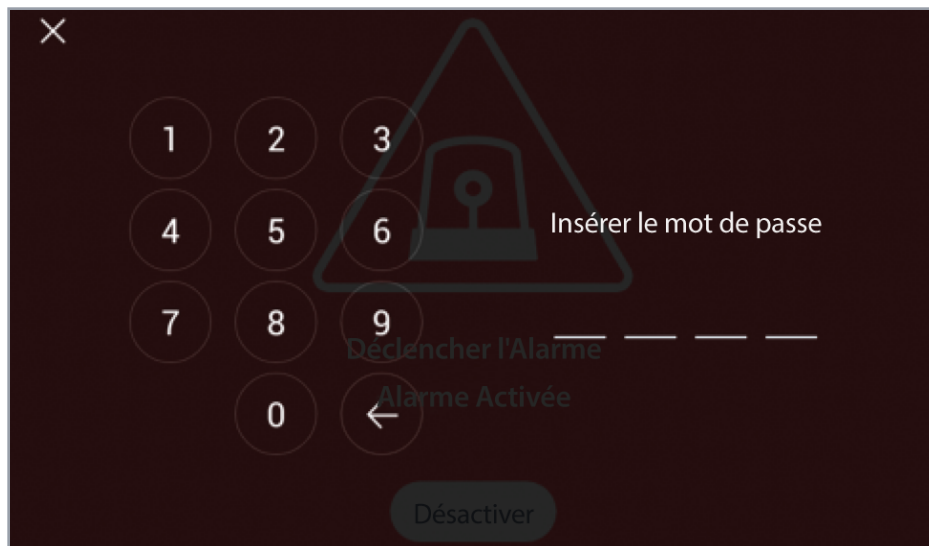 1 2 3
4 5 6
Insérer le mot de passe
7 8 9
Déclencher l'Alarme
Alarme Activée
0
Désactiver